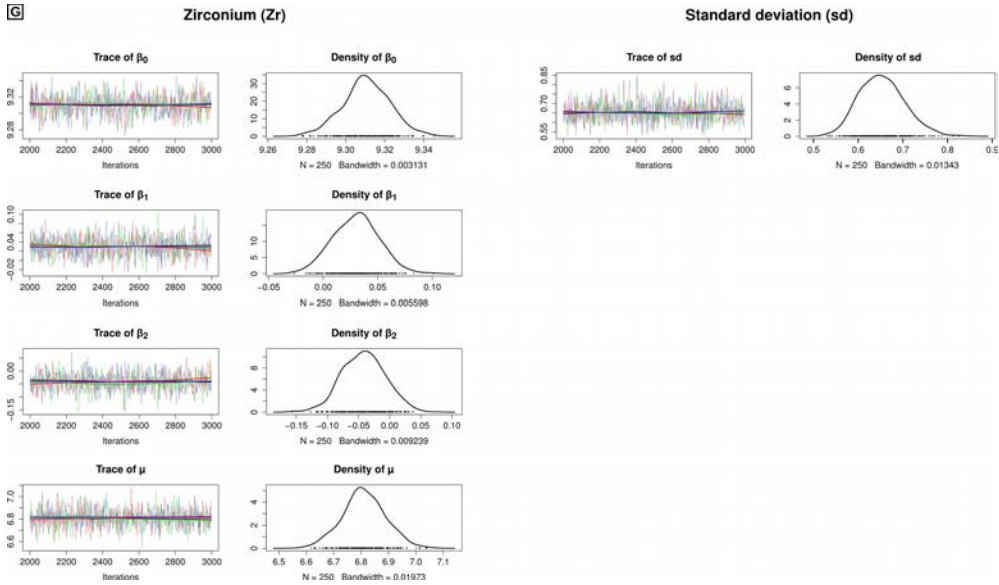 G
Zirconium (Zr)
Standard deviation (sd)
Trace of β0
Density of β0
Trace of sd
Density of sd
9.28 9.32
2000 2200 2400 2600 2800 3000
Iterations
0 10 20 30
9.26 9.28 9.30 9.32 9.34
N = 250 Bandwidth = 0.003131
0.55 0.65 0.75 0.85
2000 2200 2400 2600 2800 3000
Iterations
0 2 4 6
0.5 0.6 0.7 0.8 0.9
N = 250 Bandwidth = 0.01343
Trace of β1
Density of β1
-0.02 0.04 0.10
2000 2200 2400 2600 2800 3000
Iterations
0 5 10 15
-0.05 0.00 0.05 0.10
N = 250 Bandwidth = 0.005598
Trace of β2
Density of β2
-0.15 0.00
2000 2200 2400 2600 2800 3000
Iterations
0 4 8
-0.15 -0.10 -0.05 0.00 0.05 0.10
N = 250 Bandwidth = 0.009239
Trace of μ
Density of μ
6.6 6.8 7.0
2000 2200 2400 2600 2800 3000
Iterations
0 2 4
6.5 6.6 6.7 6.8 6.9 7.0 7.1
N = 250 Bandwidth = 0.01973